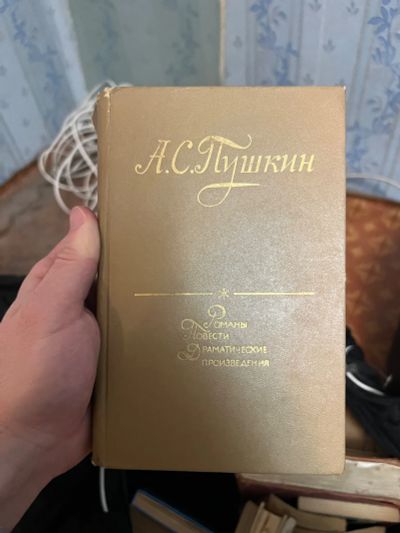 А.С.Пушкин
Романы
Повести
Драматические
произведения